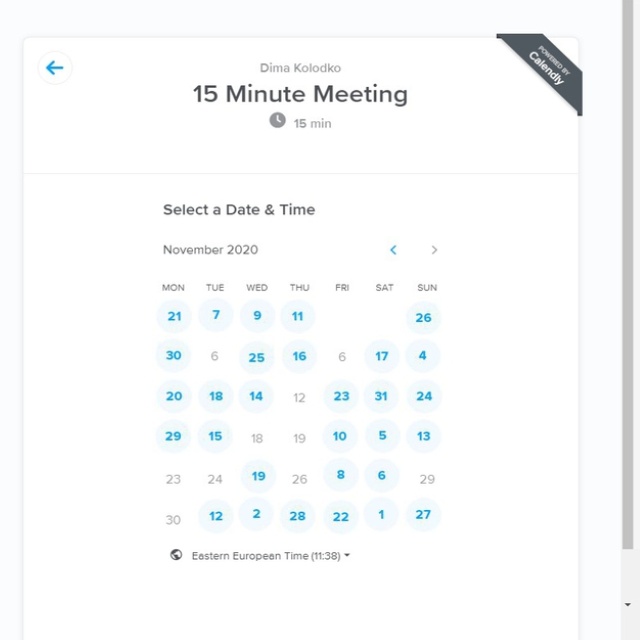 POWERED BY
Calendly
Dima Kolodko
15 Minute Meeting
15 min
Select a Date & Time
November 2020
MON TUE WED THU FRI SAT SUN
21 7 9 11 26
30 6 25 16 6 17 4
20 18 14 12 23 31 24
29 15 18 19 10 5 13
23 24 19 26 8 6 29
30 12 2 28 22 1 27
Eastern European Time (11:38)